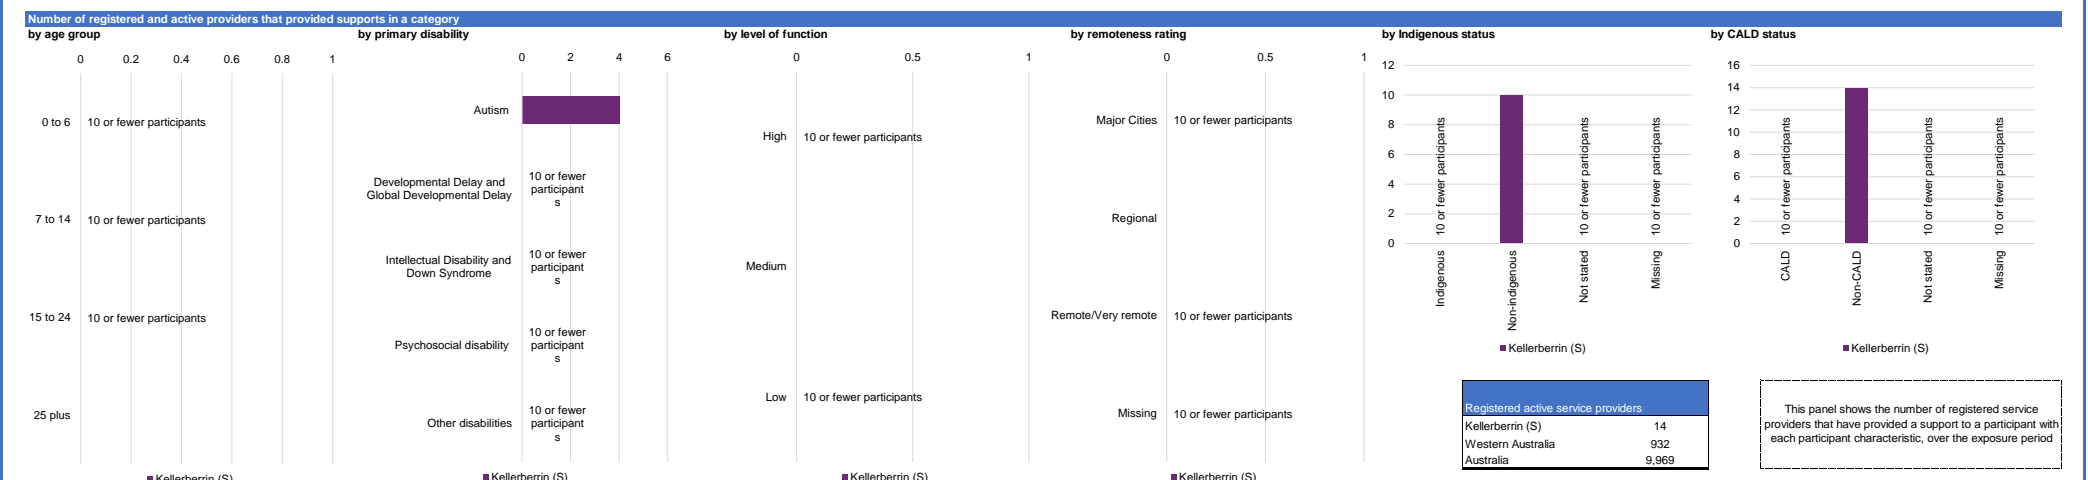 Number of registered and active providers that provided supports in a category
by age group
0 0.2 0.4 0.6 0.8 1
0 to 6 10 or fewer participants
7 to 14 10 or fewer participants
15 to 24 10 or fewer participants
25 plus
Kellerberrin (S)
by primary disability
0 2 4 6
Autism
Developmental Delay and
Global Developmental Delay
10 or fewer
participant
s
Intellectual Disability and
Down Syndrome
10 or fewer
participant
s
Psychosocial disability
10 or fewer
participant
s
Other disabilities
10 or fewer
participant
s
Kellerberrin (S)
by level of function
0 0.5 1
High 10 or fewer participants
Medium
Low 10 or fewer participants
Kellerberrin (S)
by remoteness rating
0 0.5 1
Major Cities 10 or fewer participants
Regional
Remote/Very remote 10 or fewer participants
Missing 10 or fewer participants
Kellerberrin (S)
by Indigenous status
12
10
8
6
4
2
0
10 or fewer participants
10 or fewer participants
10 or fewer participants
Indigenous
Non-indigenous
Not stated
Missing
Kellerberrin (S)
by CALD status
16
14
12
10
8
6
4
2
0
10 or fewer participants
10 or fewer participants
10 or fewer participants
CALD
Non-CALD
Not stated
Missing
Kellerberrin (S)
Registered active service providers
Kellerberrin (S) 14
Western Australia 932
Australia 9,969
This panel shows the number of registered service
providers that have provided a support to a participant with
each participant characteristic, over the exposure period